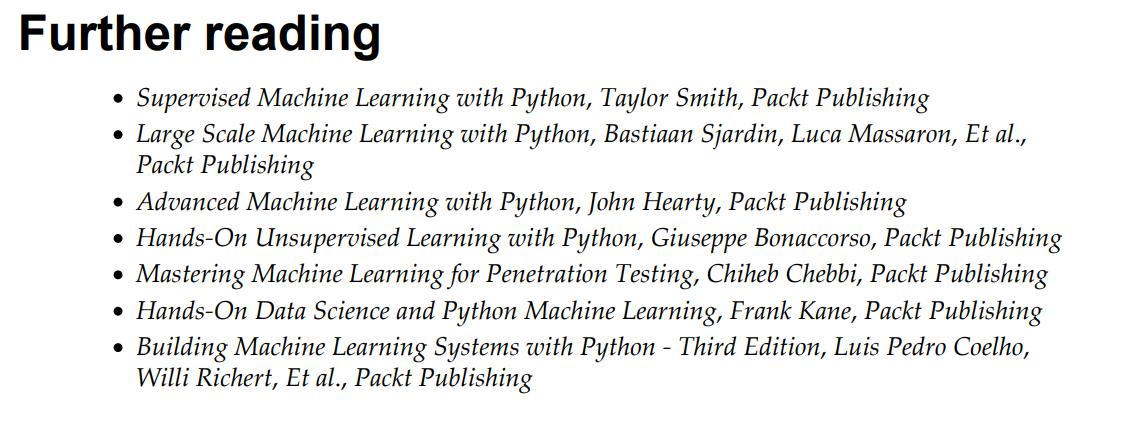 Further reading
• Supervised Machine Learning with Python, Taylor Smith, Packt Publishing
• Large Scale Machine Learning with Python, Bastiaan Sjardin, Luca Massaron, Et al.,
Packt Publishing
• Advanced Machine Learning with Python, John Hearty, Packt Publishing
• Hands-On Unsupervised Learning with Python, Giuseppe Bonaccorso, Packt Publishing
• Mastering Machine Learning for Penetration Testing, Chiheb Chebbi, Packt Publishing
• Hands-On Data Science and Python Machine Learning, Frank Kane, Packt Publishing
• Building Machine Learning Systems with Python - Third Edition, Luis Pedro Coelho,
Willi Richert, Et al., Packt Publishing